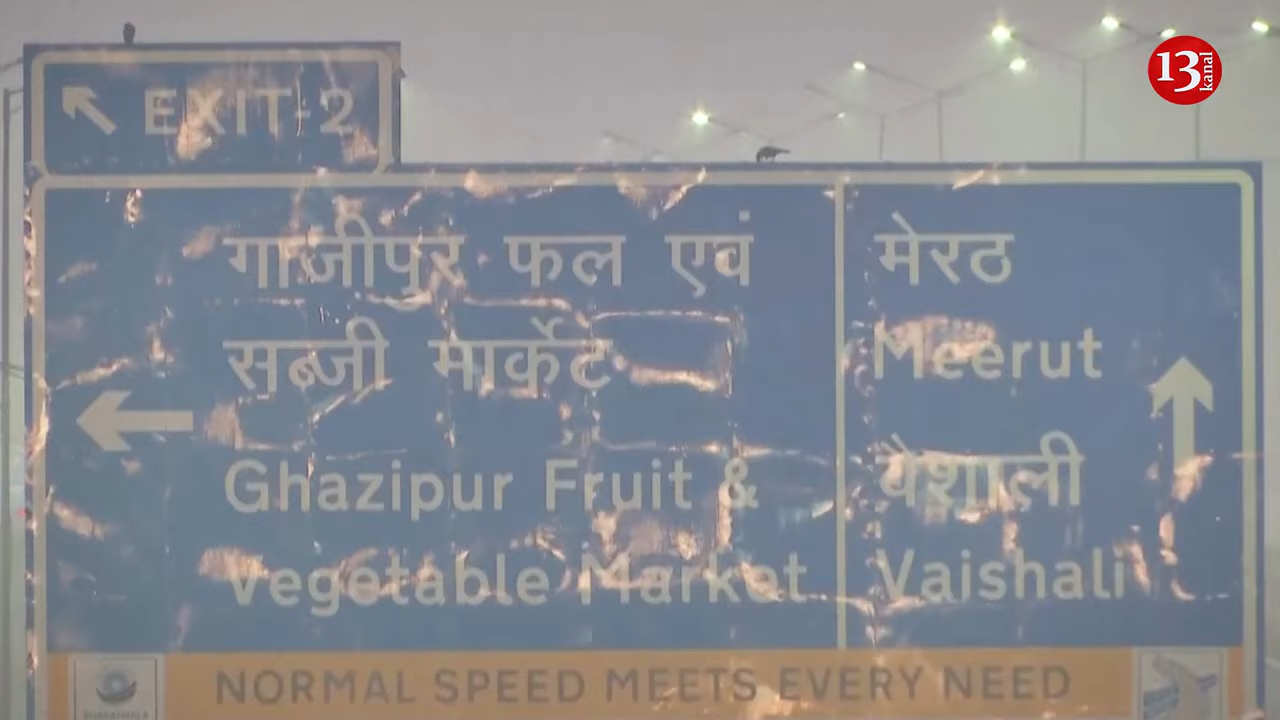 13
kanal
EXIT-2
गाजीपुर फल एवं
सब्जी मार्केट
Ghazipur Fruit &
Vegetable Market
मेरठ
Meerut
वैशाली
Vaishali
NORMAL SPEED MEETS EVERY NEED